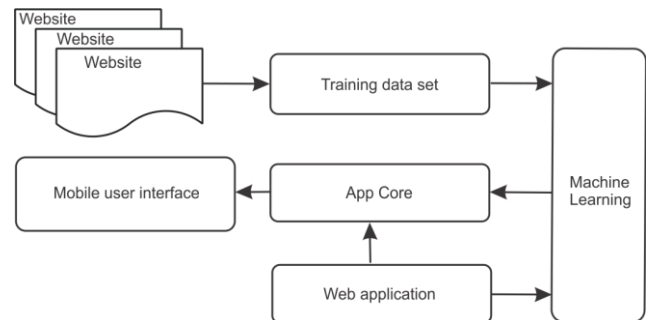 Website
Website
Website
Training data set
Mobile user interface
App Core
Machine
Learning
Web application